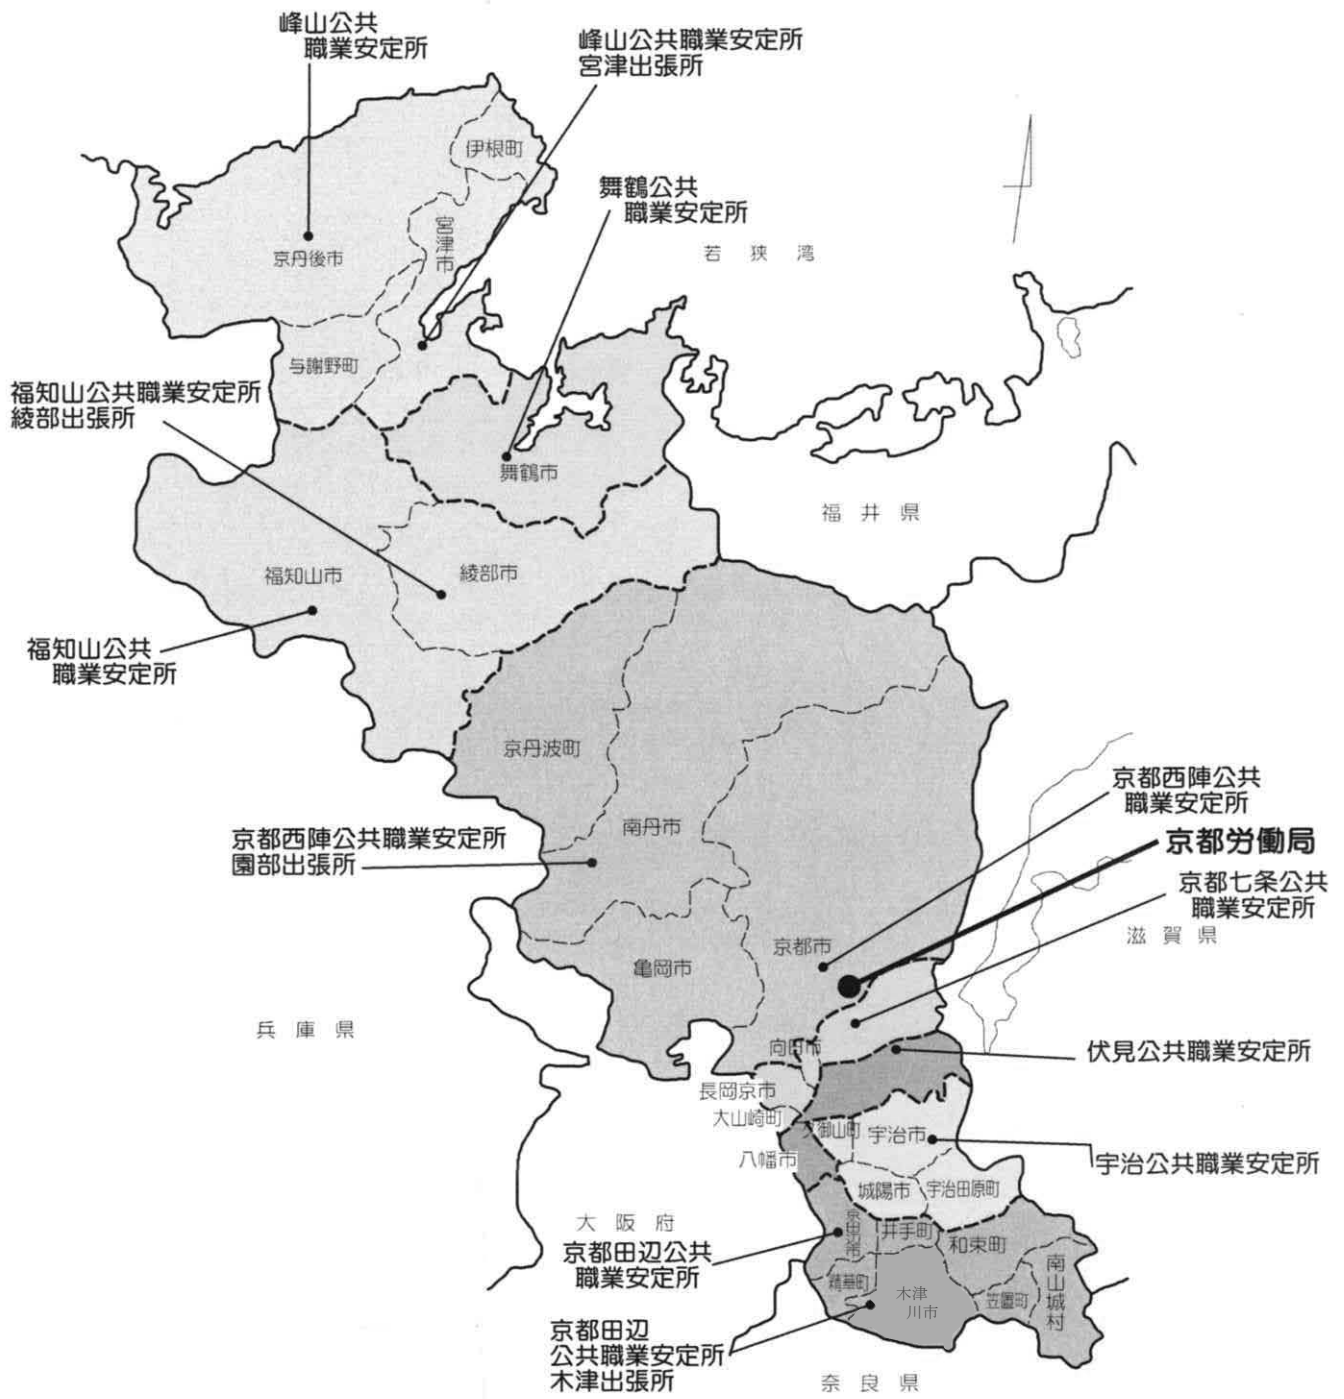 峰山公共
職業安定所
峰山公共職業安定所
宮津出張所
伊根町
舞鶴公共
職業安定所
宮津市
若狭湾
京丹後市
与謝野町
福知山公共職業安定所
綾部出張所
舞鶴市
福井県
福知山市
綾部市
福知山公共
職業安定所
京丹波町
京都西陣公共
職業安定所
南丹市
京都西陣公共職業安定所
園部出張所
京都労働局
京都七条公共
職業安定所
滋賀県
京都市
亀岡市
兵庫県
向日市
伏見公共職業安定所
長岡京市
大山崎町
久御山町
宇治市
八幡市
宇治公共職業安定所
城陽市
宇治田原町
大阪府
京田辺市
井手町
和束町
京都田辺公共
職業安定所
南山城村
精華町
木津
川市
笠置町
京都田辺
公共職業安定所
木津出張所
奈良県